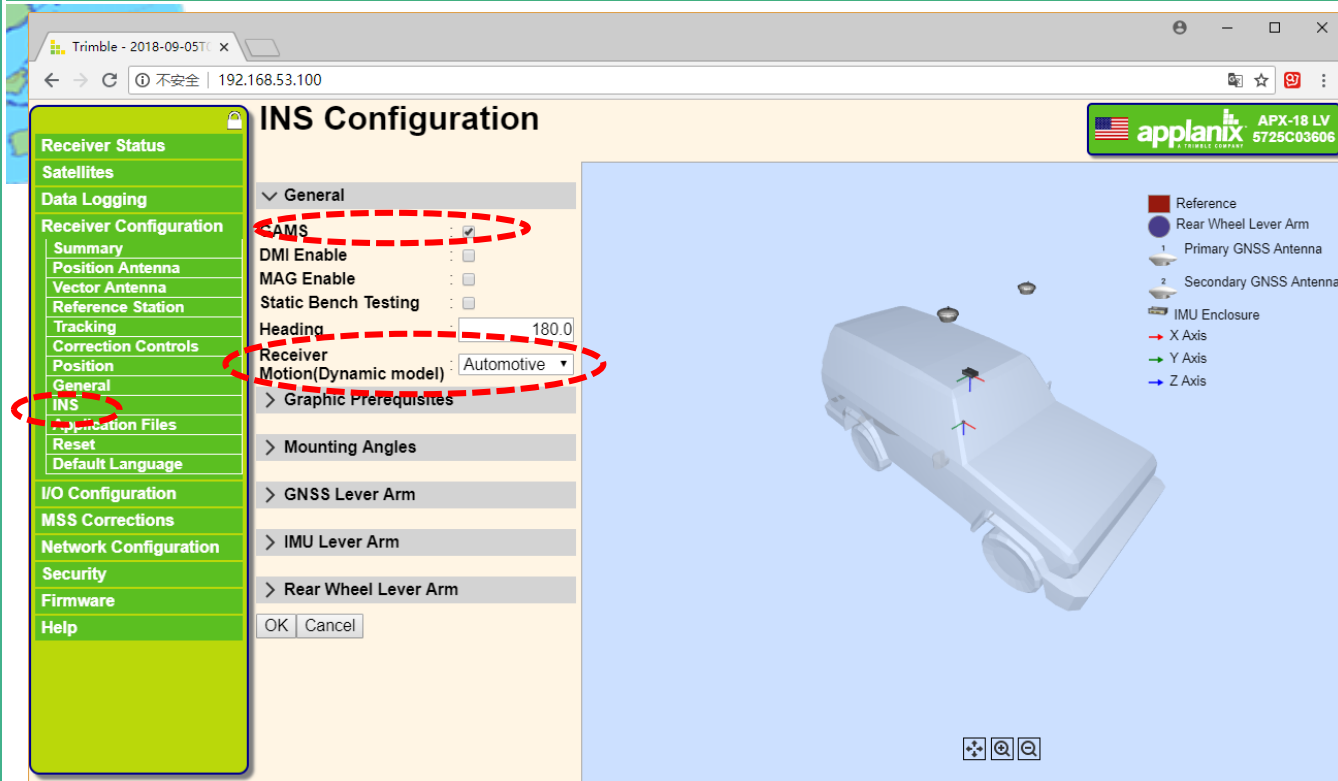 Trimble - 2018-09-05T
不安全 | 192.168.53.100
INS Configuration
applanix
A TRIMBLE COMPANY
APX-18 LV
5725C03606
Receiver Status
Satellites
Data Logging
Receiver Configuration
Summary
Position Antenna
Vector Antenna
Reference Station
Tracking
Correction Controls
Position
General
INS
Application Files
Reset
Default Language
I/O Configuration
MSS Corrections
Network Configuration
Security
Firmware
Help
General
GAMS :
DMI Enable :
MAG Enable :
Static Bench Testing :
Heading : 180.0
Receiver
Motion(Dynamic model) : Automotive
Graphic Prerequisites
Mounting Angles
GNSS Lever Arm
IMU Lever Arm
Rear Wheel Lever Arm
OK Cancel
Reference
Rear Wheel Lever Arm
1 Primary GNSS Antenna
2 Secondary GNSS Antenna
IMU Enclosure
X Axis
Y Axis
Z Axis